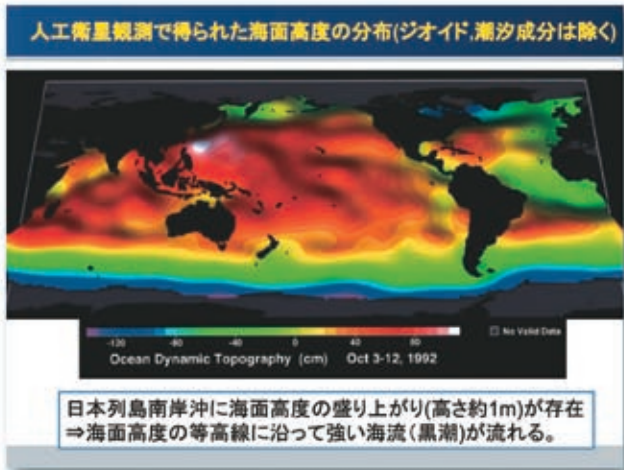 人工衛星観測で得られた海面高度の分布(ジオイド,潮汐成分は除く)
-120 -80 -40 0 40 80
No Valid Data
Ocean Dynamic Topography (cm) Oct 3-12, 1992
日本列島南岸沖に海面高度の盛り上がり(高さ約1m)が存在
⇒海面高度の等高線に沿って強い海流(黒潮)が流れる。